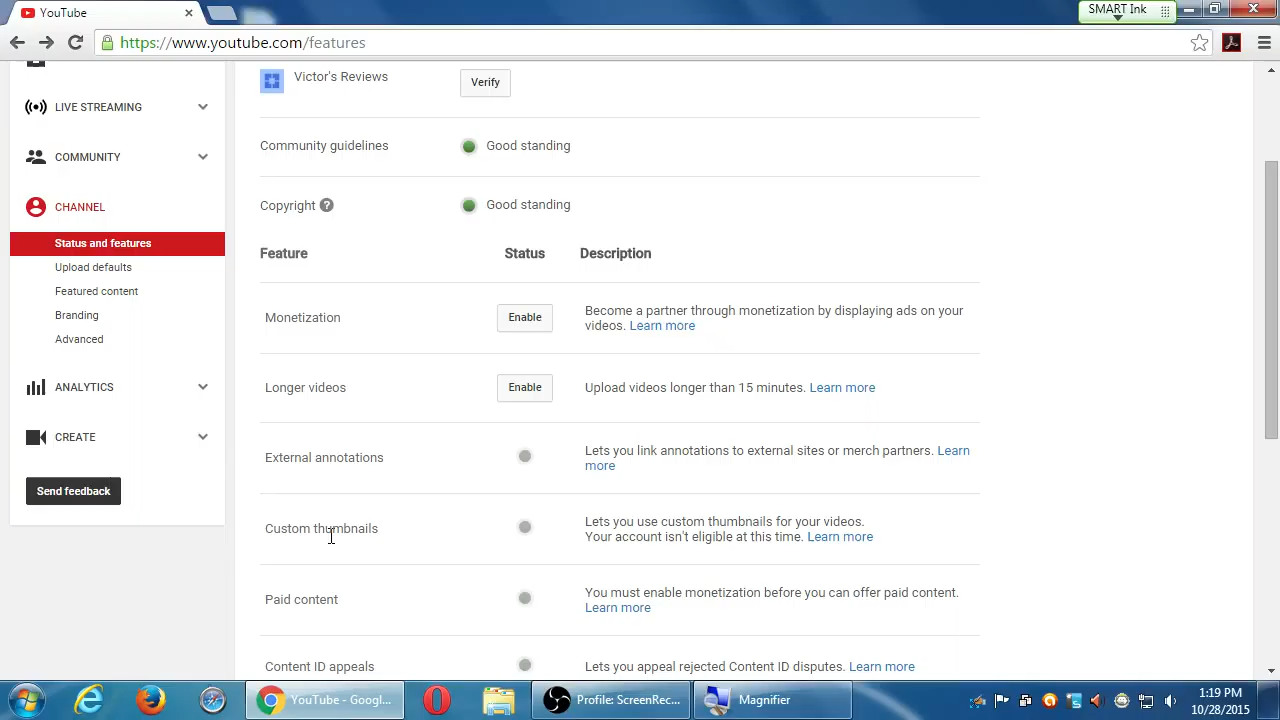 YouTube
SMART Ink
https://www.youtube.com/features
Victor's Reviews
Verify
LIVE STREAMING
COMMUNITY
CHANNEL
Status and features
Upload defaults
Featured content
Branding
Advanced
ANALYTICS
CREATE
Send feedback
Community guidelines
Good standing
Copyright ?
Good standing
Feature Status Description
Monetization
Enable
Become a partner through monetization by displaying ads on your
videos. Learn more
Longer videos
Enable
Upload videos longer than 15 minutes. Learn more
External annotations
Lets you link annotations to external sites or merch partners. Learn
more
Custom thumbnails
Lets you use custom thumbnails for your videos.
Your account isn't eligible at this time. Learn more
Paid content
You must enable monetization before you can offer paid content.
Learn more
Content ID appeals
Lets you appeal rejected Content ID disputes. Learn more
YouTube - Googl...
Profile: ScreenRec...
Magnifier
1:19 PM
10/28/2015